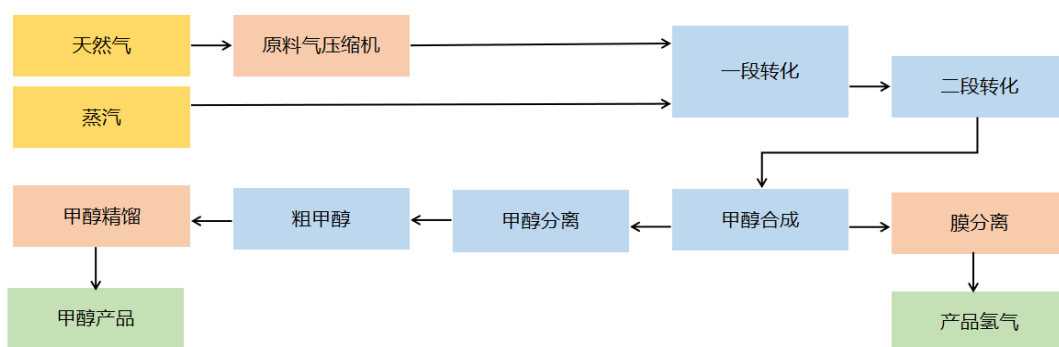 天然气
原料气压缩机
一段转化
二段转化
蒸汽
甲醇精馏
粗甲醇
甲醇分离
甲醇合成
膜分离
甲醇产品
产品氢气